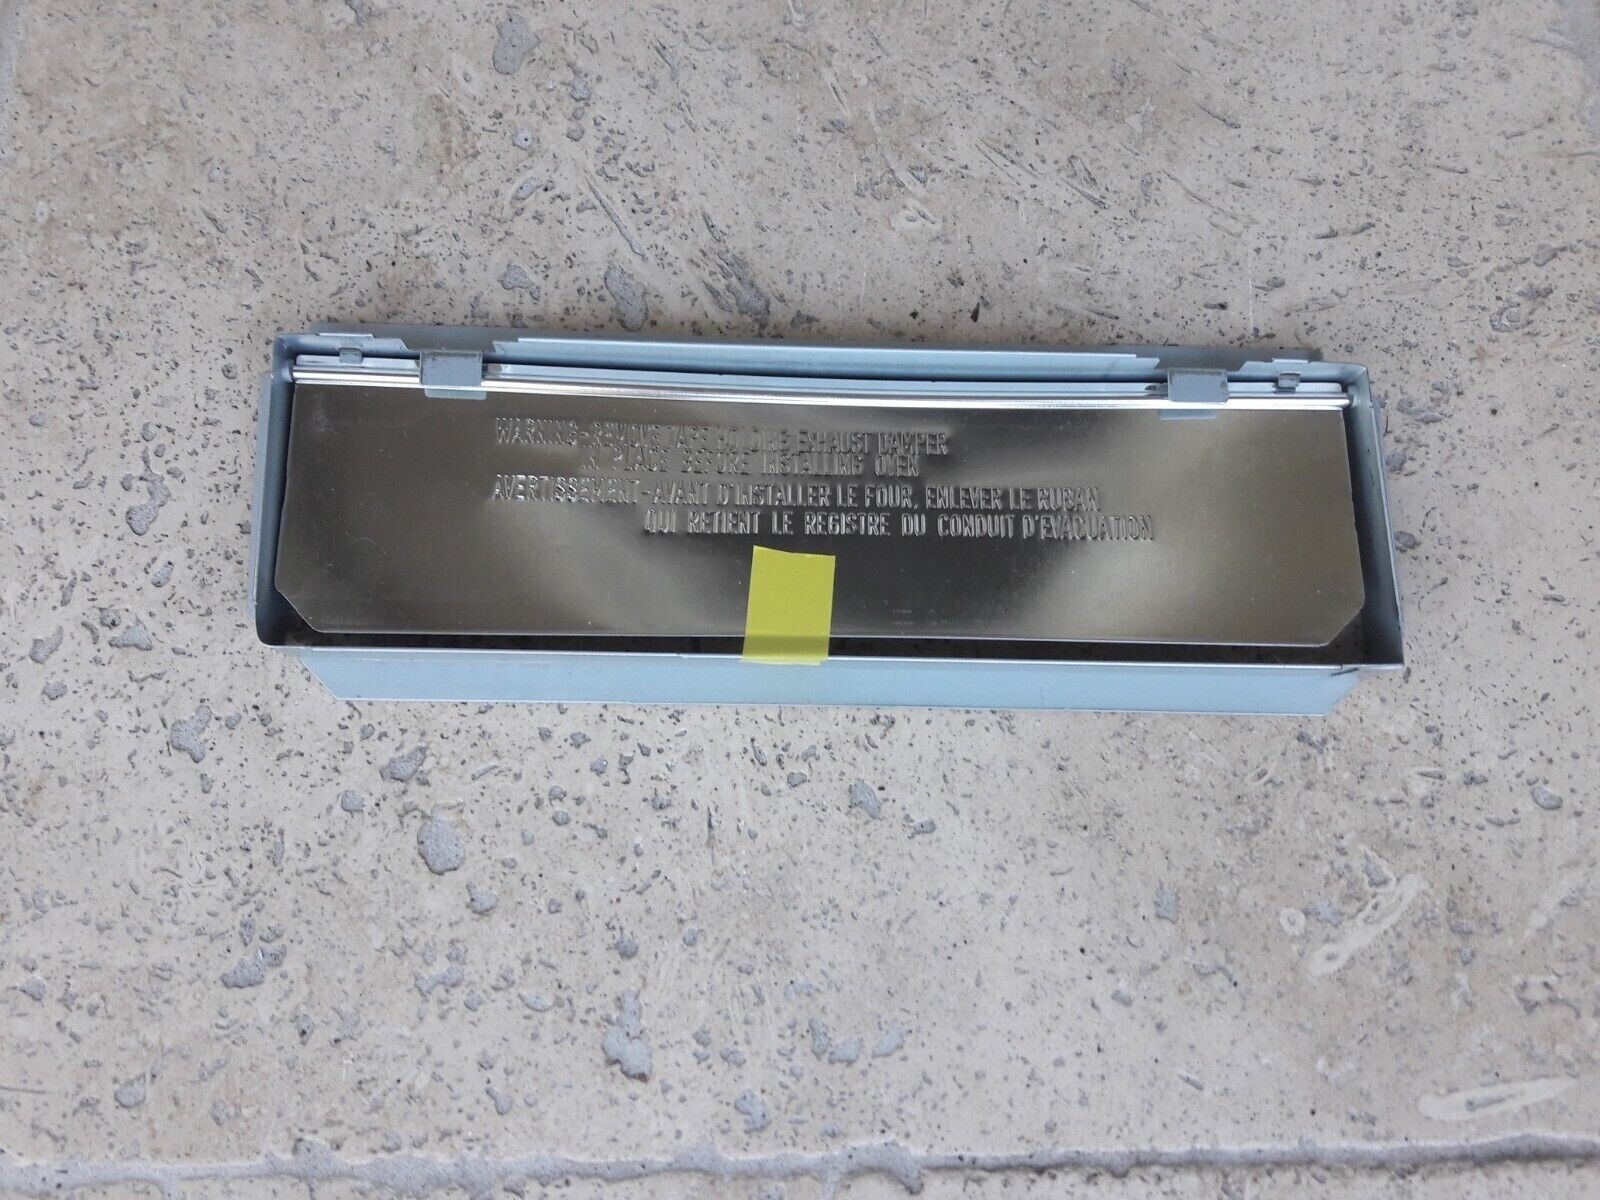 WARNING-REMOVE TAPE HOLDING EXHAUST DAMPER
IN PLACE BEFORE INSTALLING OVEN
AVERTISSEMENT-AVANT D'INSTALLER LE FOUR, ENLEVER LE RUBAN
QUI RETIENT LE REGISTRE DU CONDUIT D'EVACUATION